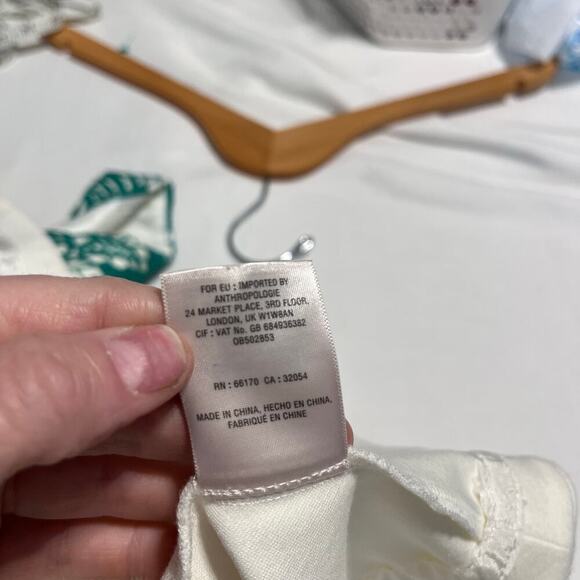 FOR EU : IMPORTED BY
ANTHROPOLOGIE
24 MARKET PLACE, 3RD FLOOR,
LONDON, UK W1W8AN
CIF : VAT No. GB 684936382
OB502853
RN : 66170 CA : 32054
MADE IN CHINA, HECHO EN CHINA,
FABRIQUÉ EN CHINE